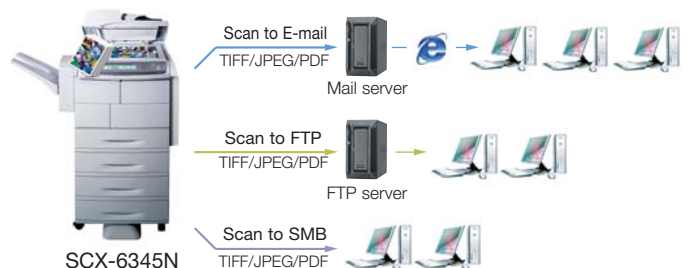 Scan to E-mail
TIFF/JPEG/PDF
Mail server
Scan to FTP
TIFF/JPEG/PDF
FTP server
Scan to SMB
TIFF/JPEG/PDF
SCX-6345N